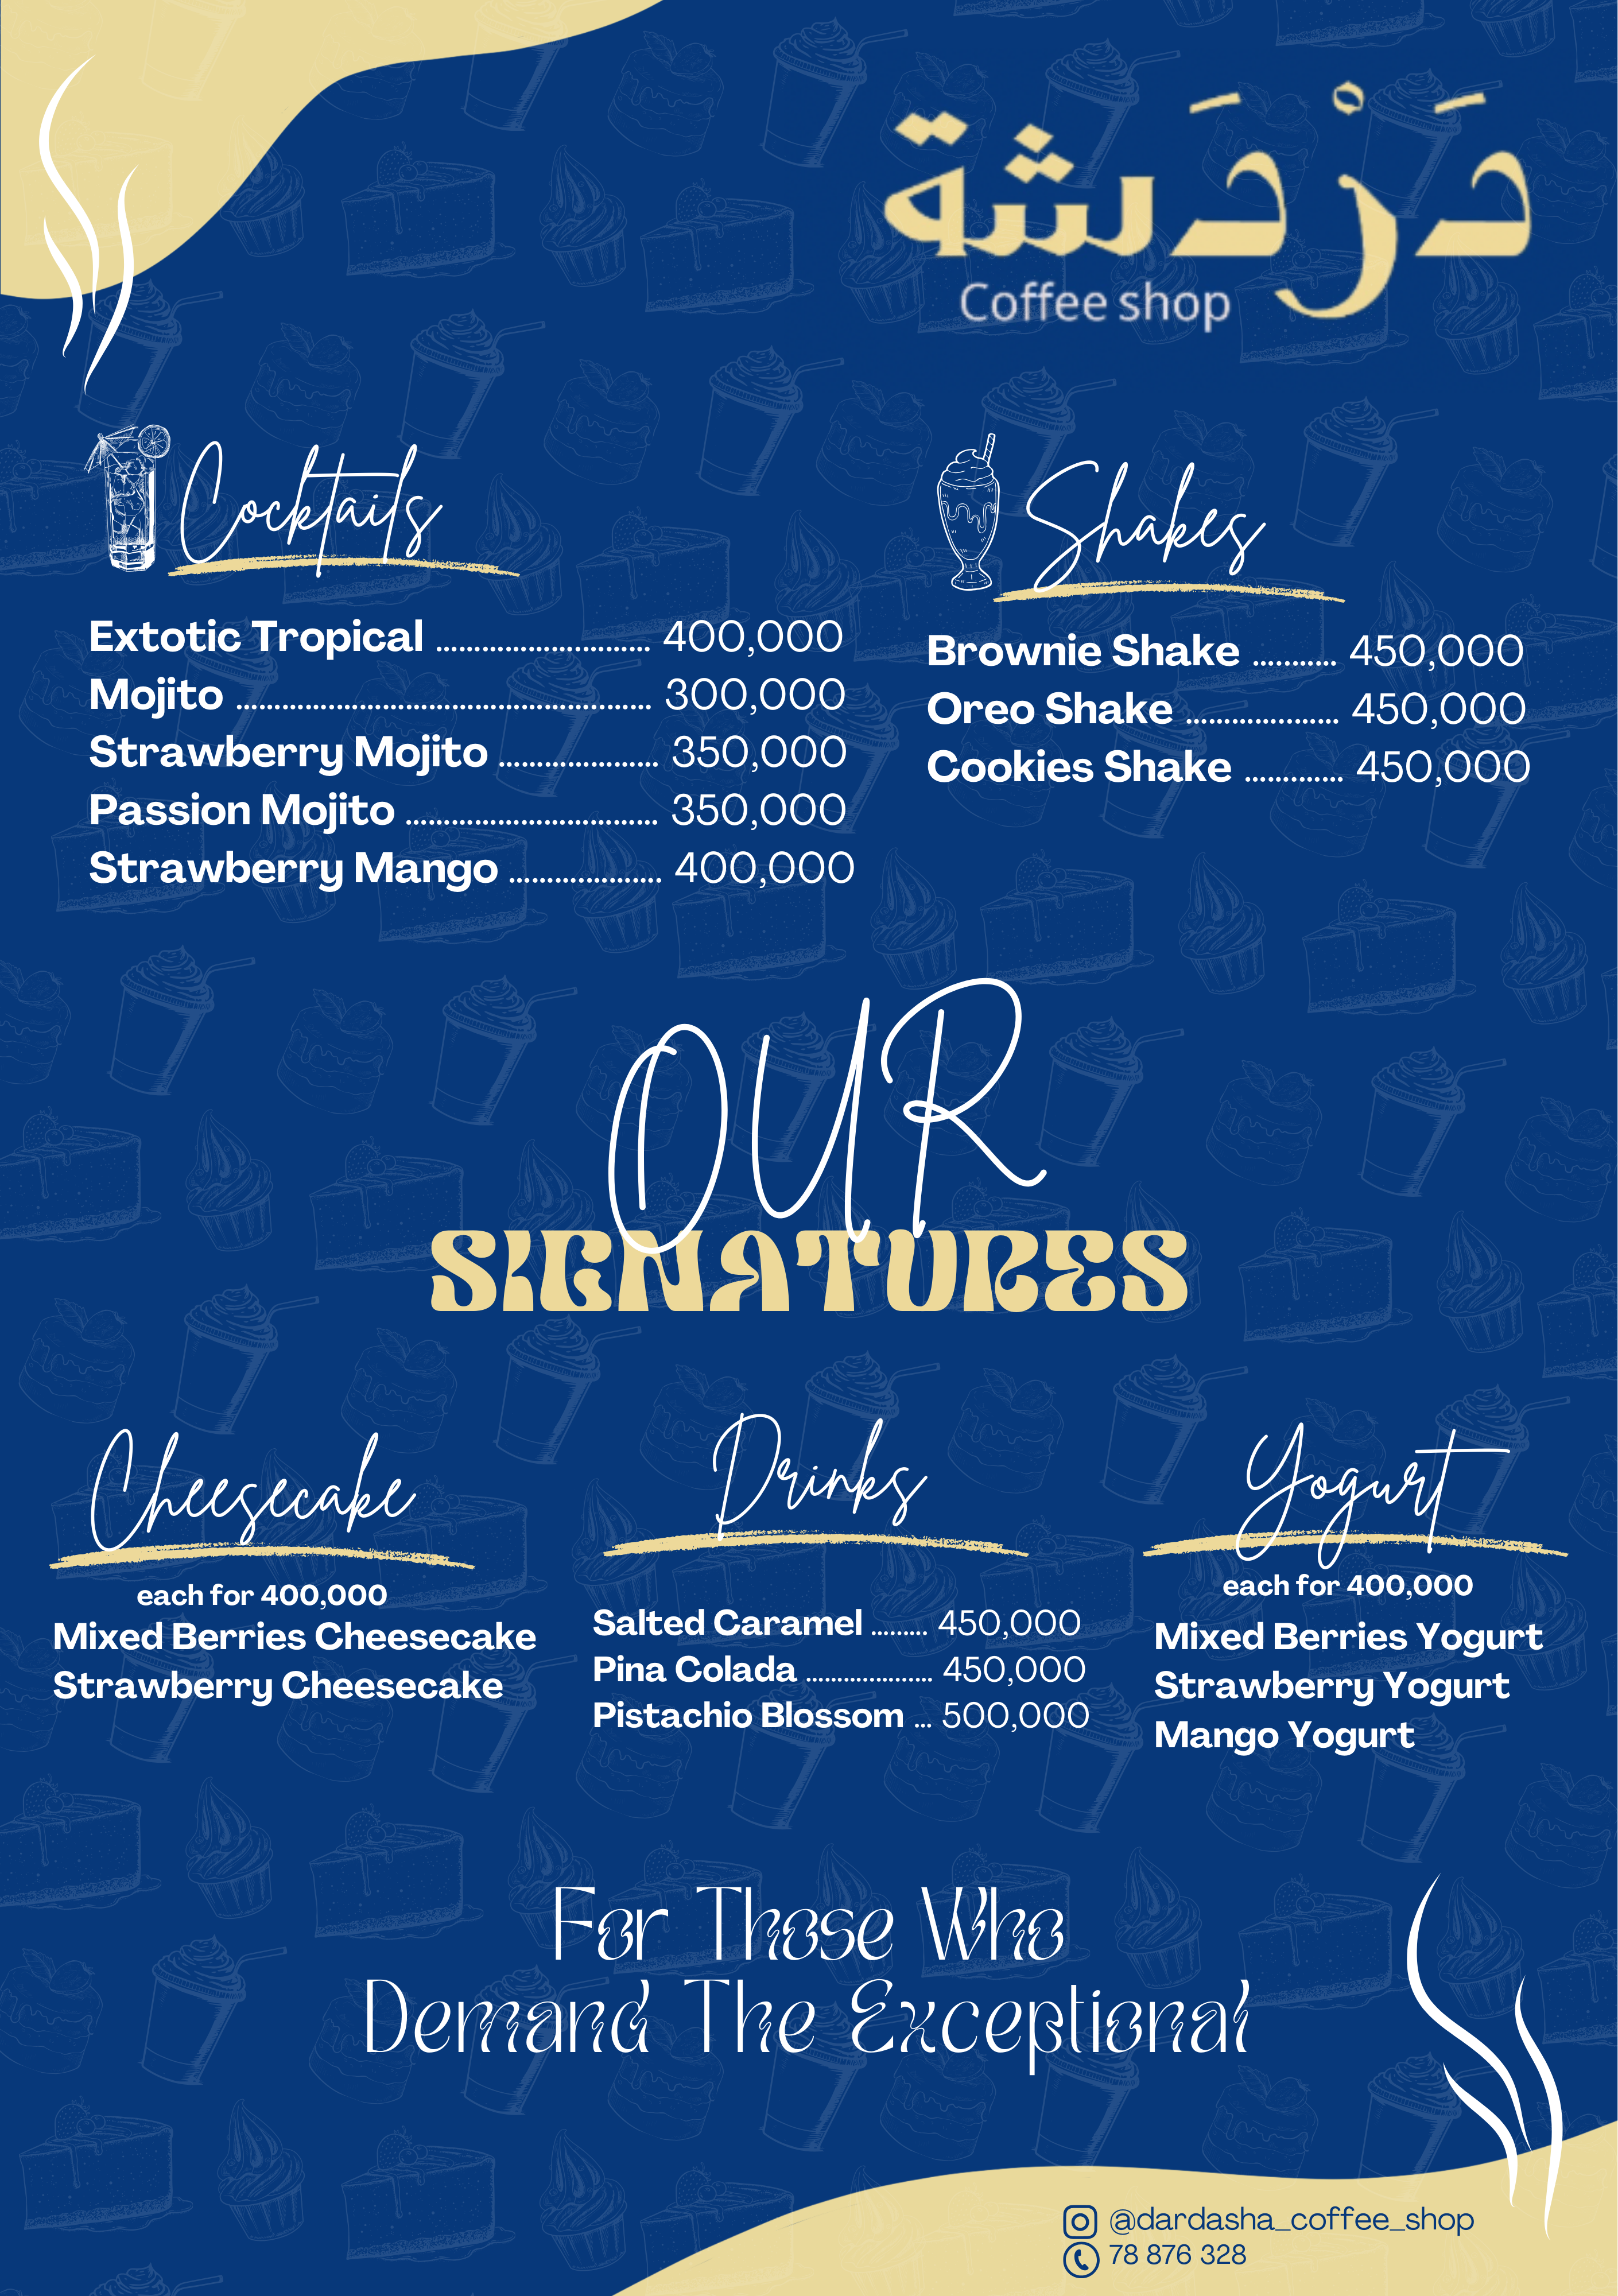 دَرْدَشة
Coffee shop
Cocktails
Extotic Tropical ............................ 400,000
Mojito ...................................................... 300,000
Strawberry Mojito ..................... 350,000
Passion Mojito ................................. 350,000
Strawberry Mango .................... 400,000
Shakes
Brownie Shake ........... 450,000
Oreo Shake .................... 450,000
Cookies Shake ............. 450,000
OUR
SIGNATURES
Cheesecake
each for 400,000
Mixed Berries Cheesecake
Strawberry Cheesecake
Drinks
Salted Caramel ......... 450,000
Pina Colada .................... 450,000
Pistachio Blossom ... 500,000
Yogurt
each for 400,000
Mixed Berries Yogurt
Strawberry Yogurt
Mango Yogurt
For Those Who
Demand The Exceptional
@dardasha_coffee_shop
78 876 328